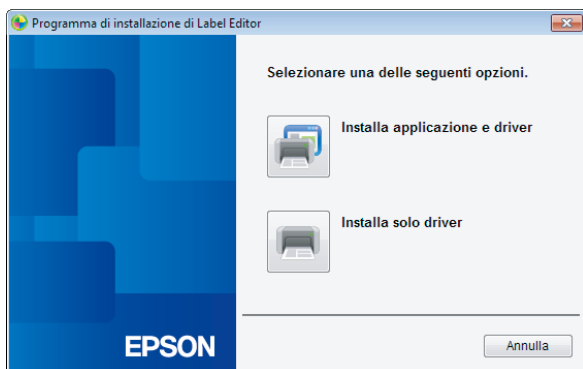 Programma di installazione di Label Editor
Selezionare una delle seguenti opzioni.
Installa applicazione e driver
Installa solo driver
EPSON
Annulla